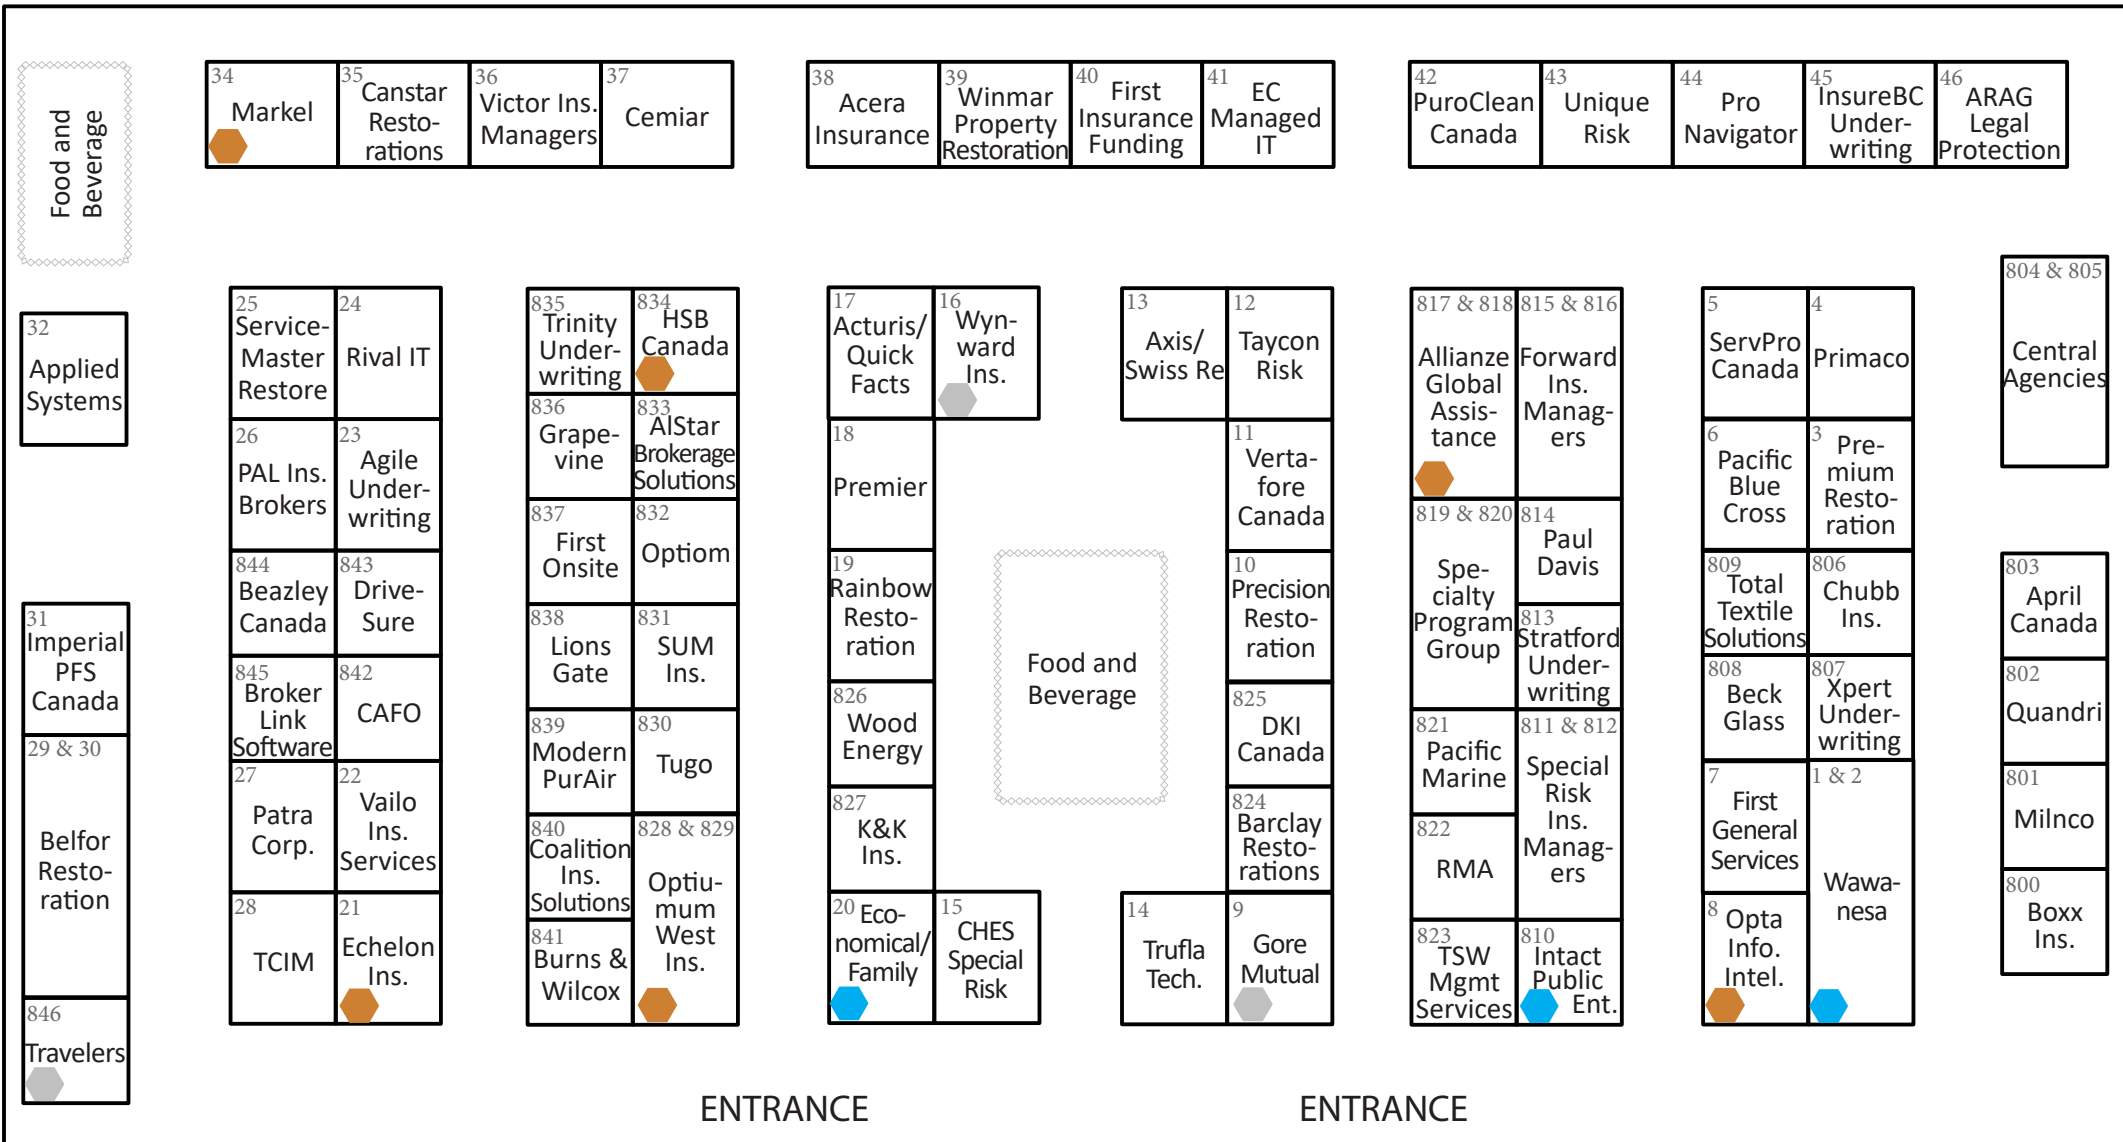 Food and
Beverage
34
Markel
35
Canstar
Resto-
rations
36
Victor Ins.
Managers
37
Cemiar
38
Acera
Insurance
39
Winmar
Property
Restoration
40
First
Insurance
Funding
41
EC
Managed
IT
42
PuroClean
Canada
43
Unique
Risk
44
Pro
Navigator
45
InsureBC
Under-
writing
46
ARAG
Legal
Protection
32
Applied
Systems
31
Imperial
PFS
Canada
29 & 30
Belfor
Resto-
ration
846
Travelers
25
Service-
Master
Restore
24
Rival IT
26
PAL Ins.
Brokers
23
Agile
Under-
writing
844
Beazley
Canada
843
Drive-
Sure
845
Broker
Link
Software
842
CAFO
27
Patra
Corp.
22
Vailo
Ins.
Services
28
TCIM
21
Echelon
Ins.
835
Trinity
Under-
writing
834
HSB
Canada
836
Grape-
vine
833
AlStar
Brokerage
Solutions
837
First
Onsite
832
Optiom
838
Lions
Gate
831
SUM
Ins.
839
Modern
PurAir
830
Tugo
840
Coalition
Ins.
Solutions
828 & 829
Optiu-
mum
West
Ins.
841
Burns &
Wilcox
17
Acturis/
Quick
Facts
16
Wyn-
ward
Ins.
18
Premier
19
Rainbow
Resto-
ration
826
Wood
Energy
827
K&K
Ins.
20
Eco-
nomical/
Family
15
CHES
Special
Risk
Food and
Beverage
13
Axis/
Swiss Re
12
Taycon
Risk
11
Verta-
fore
Canada
10
Precision
Resto-
ration
825
DKI
Canada
824
Barclay
Resto-
rations
14
Trufla
Tech.
9
Gore
Mutual
817 & 818
Allianze
Global
Assis-
tance
815 & 816
Forward
Ins.
Manag-
ers
819 & 820
Spe-
cialty
Program
Group
814
Paul
Davis
813
Stratford
Under-
writing
821
Pacific
Marine
811 & 812
Special
Risk
Ins.
Manag-
ers
822
RMA
823
TSW
Mgmt
Services
810
Intact
Public
Ent.
5
ServPro
Canada
4
Primaco
6
Pacific
Blue
Cross
3
Pre-
mium
Resto-
ration
809
Total
Textile
Solutions
806
Chubb
Ins.
808
Beck
Glass
807
Xpert
Under-
writing
7
First
General
Services
1 & 2
Wawa-
nesa
8
Opta
Info.
Intel.
804 & 805
Central
Agencies
803
April
Canada
802
Quandri
801
Milnco
800
Boxx
Ins.
ENTRANCE
ENTRANCE